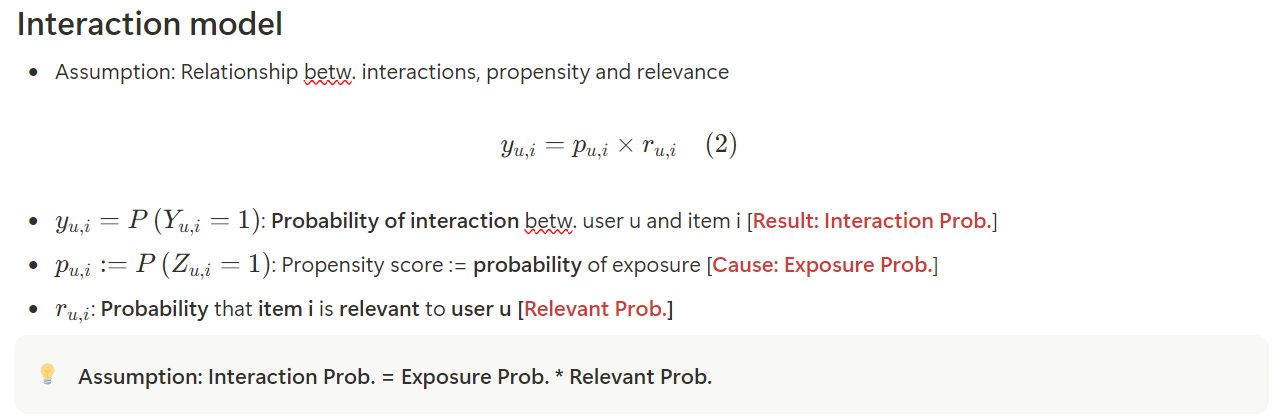 Interaction model
• Assumption: Relationship betw. interactions, propensity and relevance
y_{u,i} = p_{u,i} × r_{u,i} (2)
• y_{u,i} = P (Y_{u,i} = 1): Probability of interaction betw. user u and item i [Result: Interaction Prob.]
• p_{u,i} := P (Z_{u,i} = 1): Propensity score := probability of exposure [Cause: Exposure Prob.]
• r_{u,i}: Probability that item i is relevant to user u [Relevant Prob.]
Assumption: Interaction Prob. = Exposure Prob. * Relevant Prob.